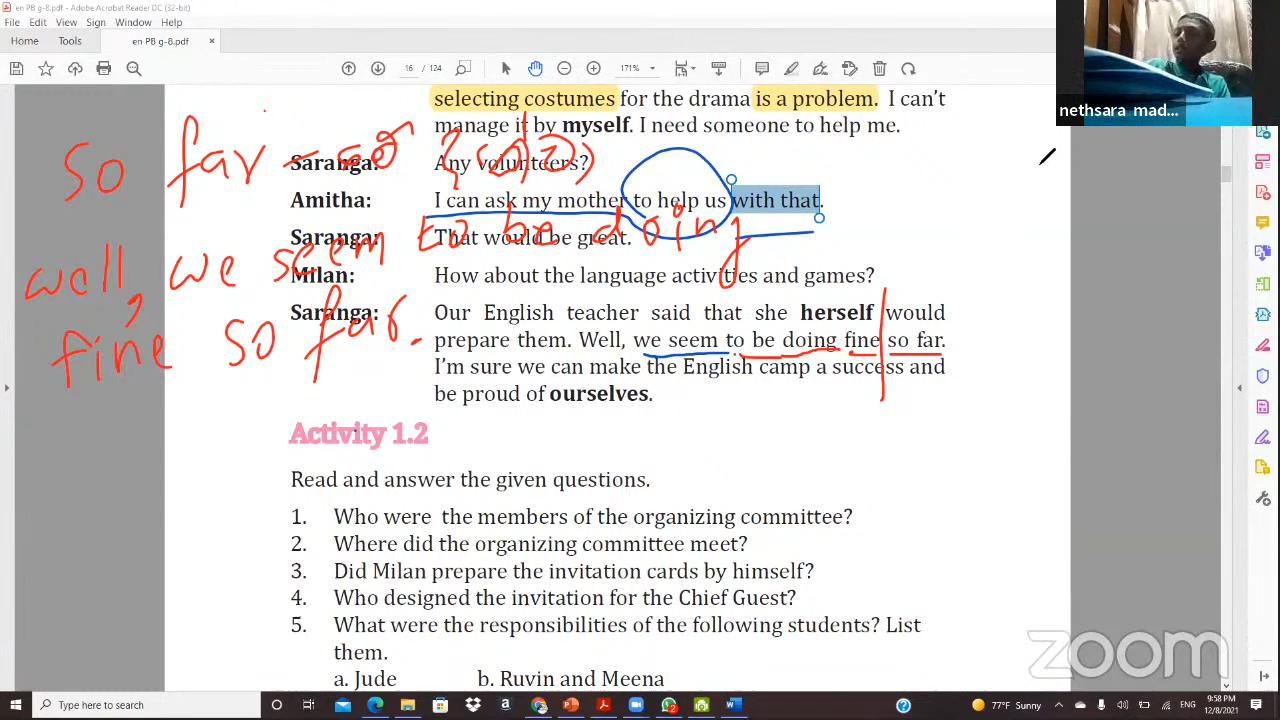 en PB g-8.pdf - Adobe Acrobat Reader DC (32-bit)
File Edit View Sign Window Help
Home Tools en PB g-8.pdf ×
16 / 124 171%
nethsara mad...
selecting costumes for the drama is a problem. I can't
manage it by myself. I need someone to help me.
Saranga: Any volunteers?
Amitha: I can ask my mother to help us with that.
Saranga: That would be great.
Milan: How about the language activities and games?
Saranga: Our English teacher said that she herself would
prepare them. Well, we seem to be doing fine so far.
I'm sure we can make the English camp a success and
be proud of ourselves.
so far
well, we seem to be doing
fine so far.
Activity 1.2
Read and answer the given questions.
1. Who were the members of the organizing committee?
2. Where did the organizing committee meet?
3. Did Milan prepare the invitation cards by himself?
4. Who designed the invitation for the Chief Guest?
5. What were the responsibilities of the following students? List
them.
a. Jude b. Ruvin and Meena
zoom
Type here to search
77°F Sunny
9:58 PM
12/8/2021